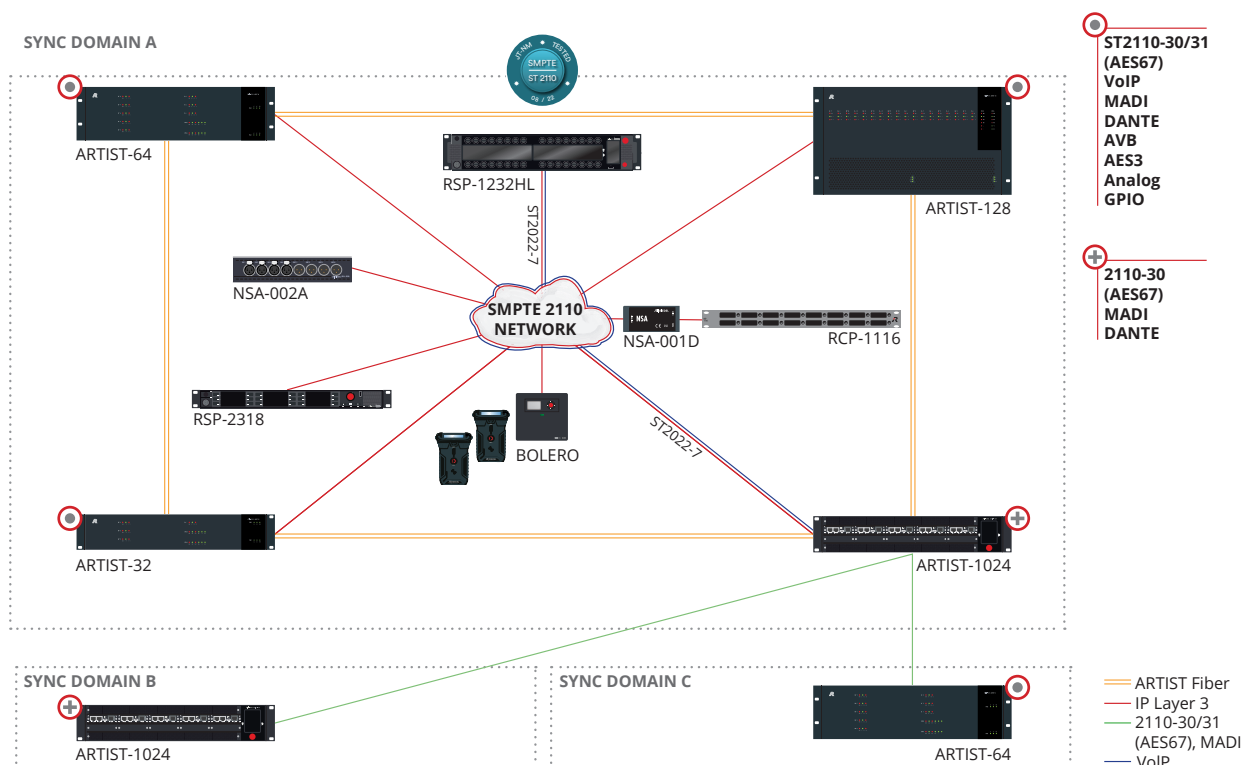 SYNC DOMAIN A
JT-NM
TESTED
SMPTE
ST 2110
08 / 22
ARTIST-64
RSP-1232HL
ARTIST-128
ST2022-7
NSA-002A
SMPTE 2110
NETWORK
NSA
NSA-001D
RCP-1116
RSP-2318
BOLERO
ST2022-7
ARTIST-32
ARTIST-1024
ST2110-30/31
(AES67)
VoIP
MADI
DANTE
AVB
AES3
Analog
GPIO
2110-30
(AES67)
MADI
DANTE
SYNC DOMAIN B
ARTIST-1024
SYNC DOMAIN C
ARTIST-64
ARTIST Fiber
IP Layer 3
2110-30/31
(AES67), MADI
VoIP